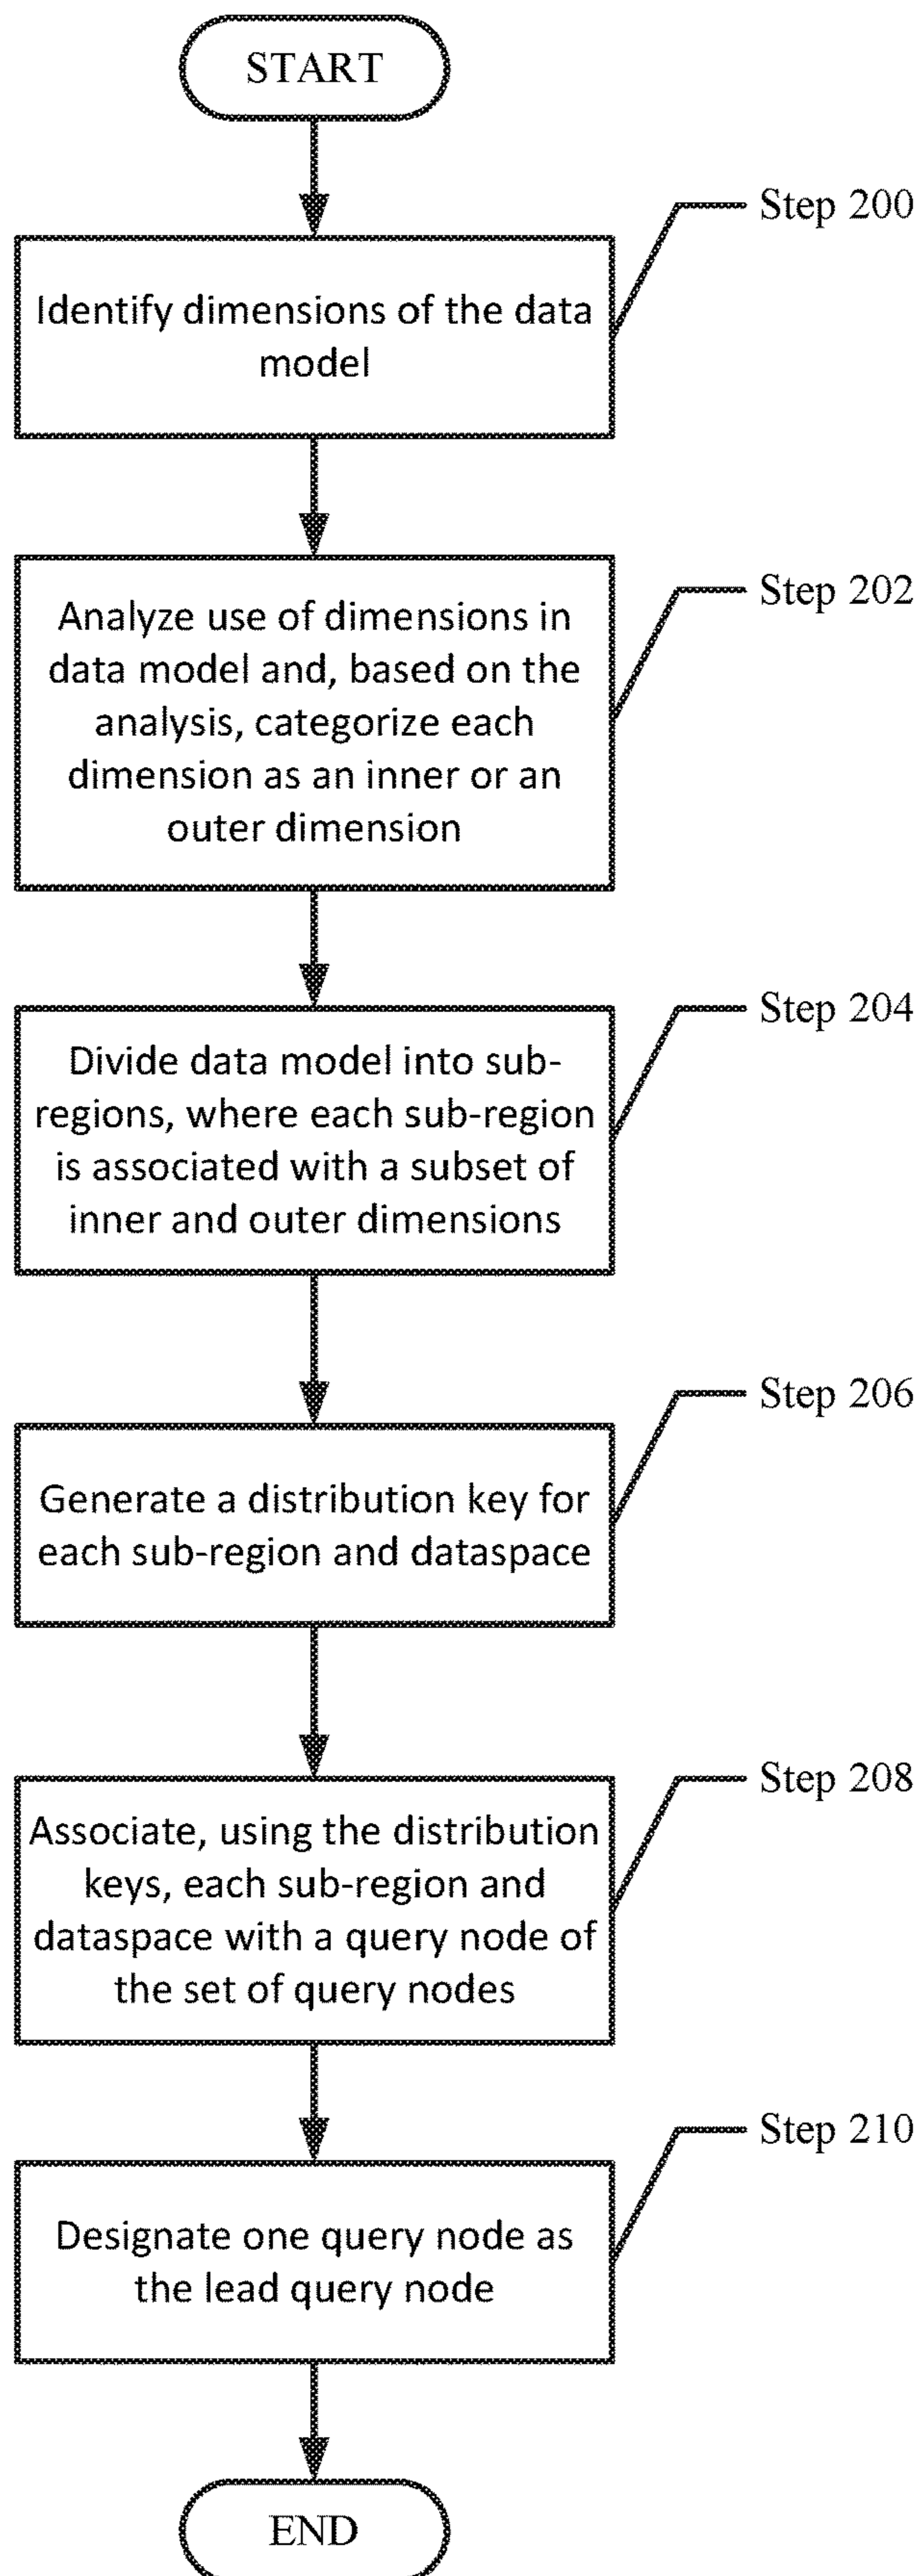 START
Step 200
Identify dimensions of the data
model
Step 202
Analyze use of dimensions in
data model and, based on the
analysis, categorize each
dimension as an inner or an
outer dimension
Step 204
Divide data model into sub-
regions, where each sub-region
is associated with a subset of
inner and outer dimensions
Step 206
Generate a distribution key for
each sub-region and dataspace
Step 208
Associate, using the distribution
keys, each sub-region and
dataspace with a query node of
the set of query nodes
Step 210
Designate one query node as
the lead query node
END